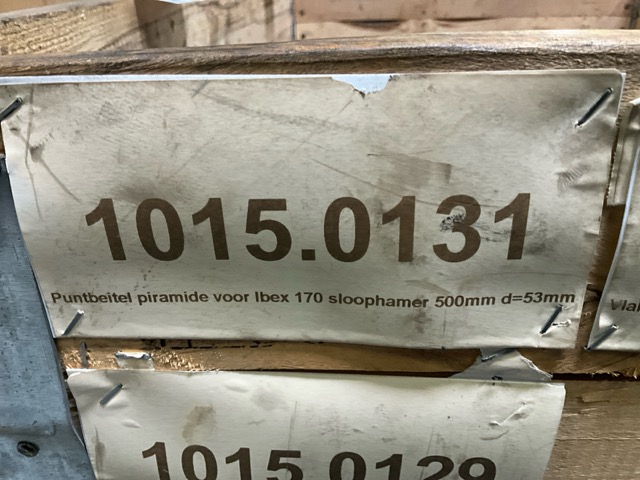 1015.0131
Puntbeitel piramide voor Ibex 170 sloophamer 500mm d=53mm
1015.0129